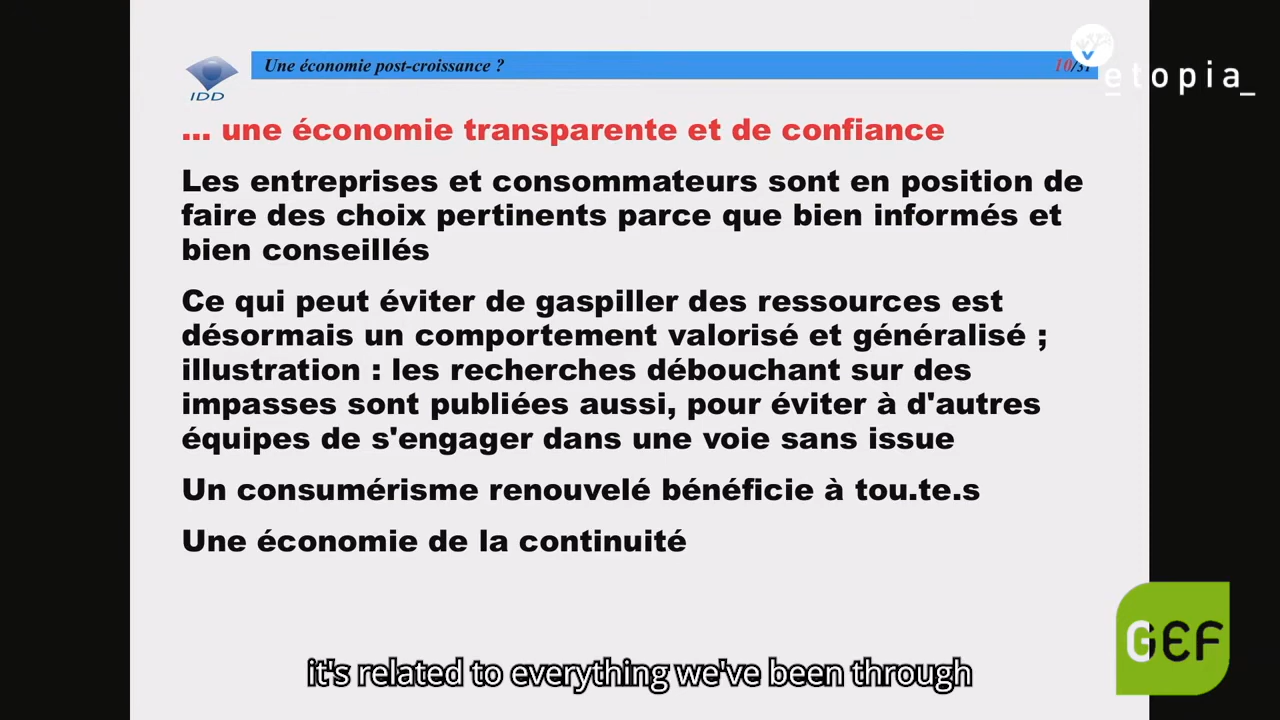 Une économie post-croissance ?
10/31
etopia_
IDD
... une économie transparente et de confiance
Les entreprises et consommateurs sont en position de
faire des choix pertinents parce que bien informés et
bien conseillés
Ce qui peut éviter de gaspiller des ressources est
désormais un comportement valorisé et généralisé ;
illustration : les recherches débouchant sur des
impasses sont publiées aussi, pour éviter à d'autres
équipes de s'engager dans une voie sans issue
Un consumérisme renouvelé bénéficie à tou.te.s
Une économie de la continuité
GEF
it's related to everything we've been through